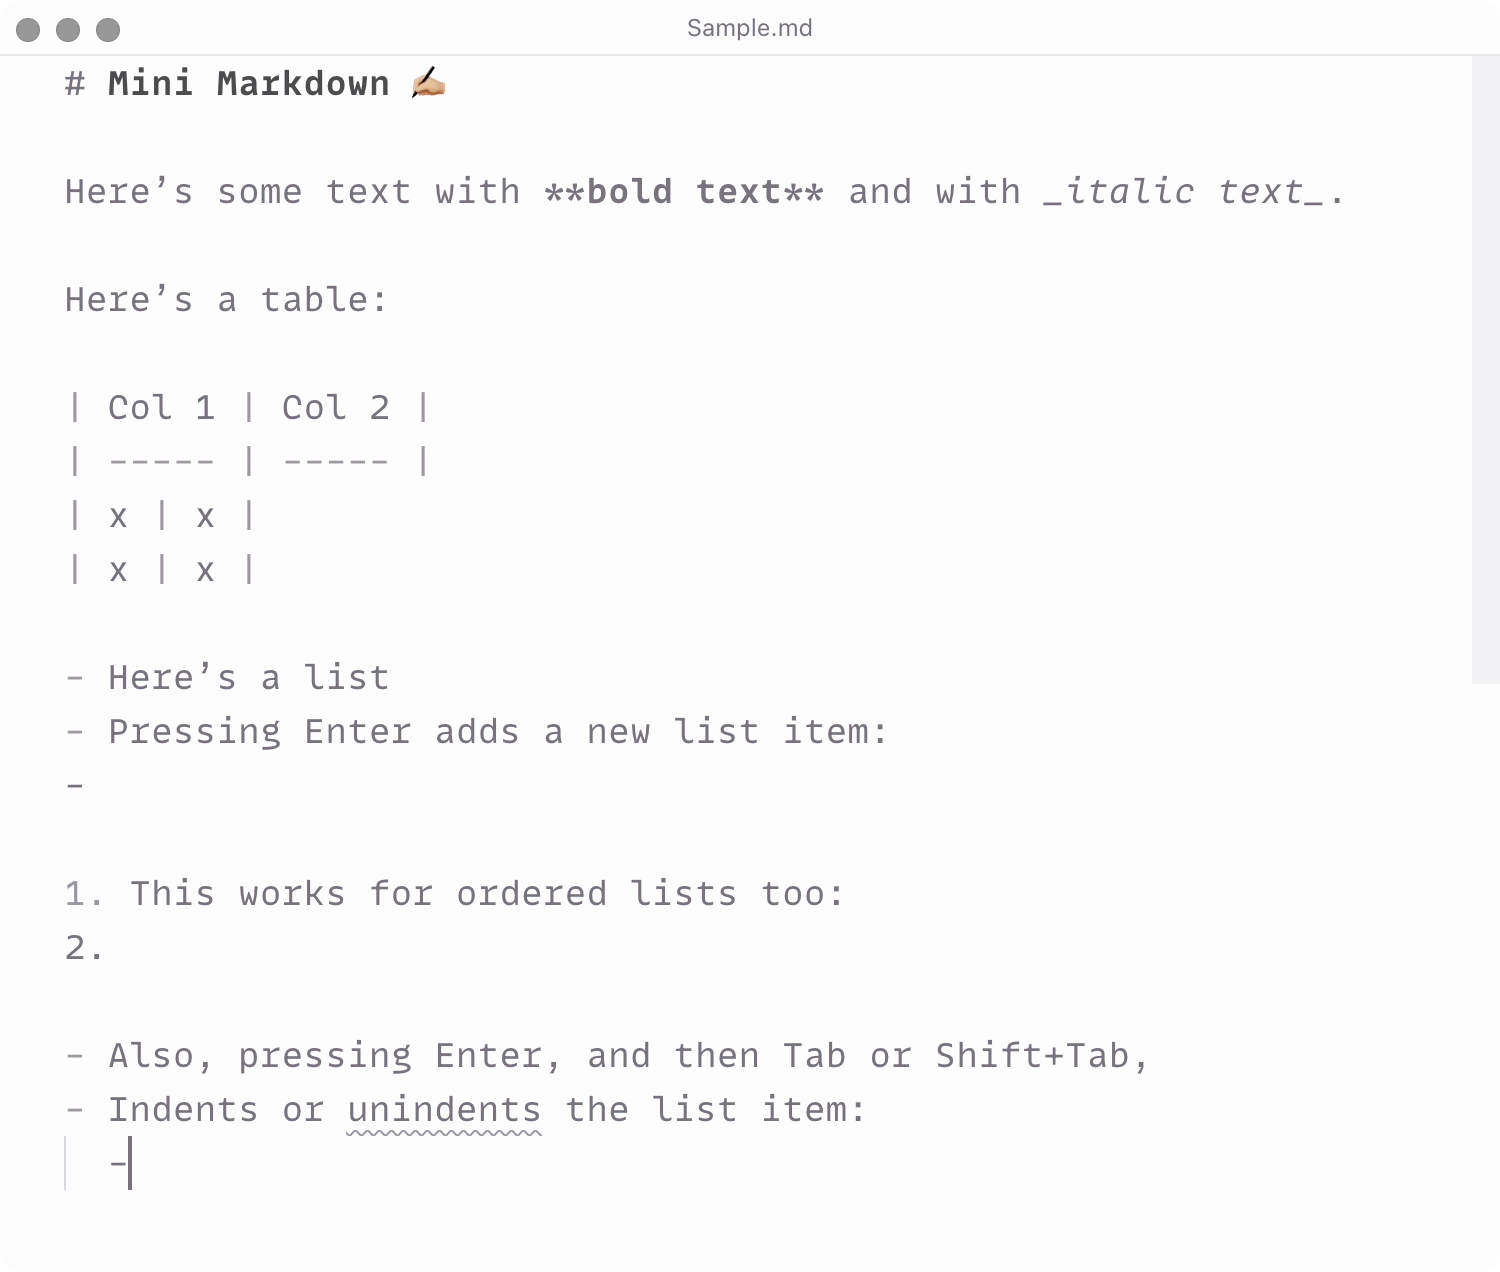 Sample.md
# Mini Markdown ✍🏼
Here’s some text with **bold text** and with _italic text_.
Here’s a table:
| Col 1 | Col 2 |
| ----- | ----- |
| x | x |
| x | x |
- Here’s a list
- Pressing Enter adds a new list item:
-
1. This works for ordered lists too:
2.
- Also, pressing Enter, and then Tab or Shift+Tab,
- Indents or unindents the list item:
  -